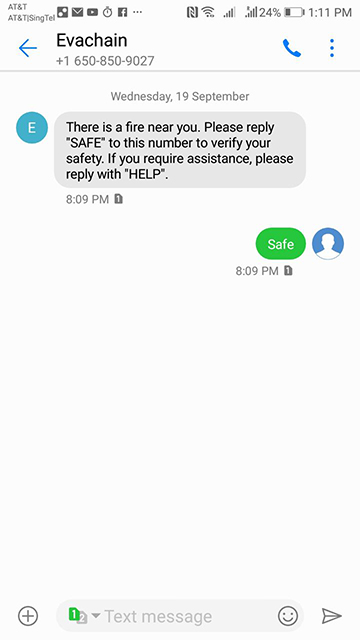 AT&T
AT&T|SingTel
24%
1:11 PM
Evachain
+1 650-850-9027
Wednesday, 19 September
E
There is a fire near you. Please reply
"SAFE" to this number to verify your
safety. If you require assistance, please
reply with "HELP".
8:09 PM 1
Safe
8:09 PM 1
1 2 Text message